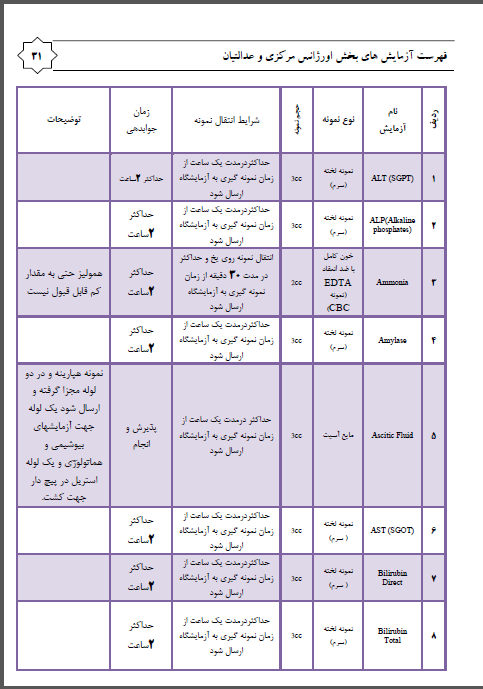 فهرست آزمایش های بخش اورژانس مرکزی و عدالتیان
۳۱
ردیف
نام
آزمایش
نوع نمونه
حجم نمونه
شرایط انتقال نمونه
زمان
جوابدهی
توضیحات
۱
ALT (SGPT)
نمونه لخته
(سرم)
3cc
حداکثردرمدت یک ساعت از
زمان نمونه گیری به آزمایشگاه
ارسال شود
حداکثر ۲ساعت
۲
ALP(Alkaline
phosphates)
نمونه لخته
(سرم)
3cc
حداکثردرمدت یک ساعت از
زمان نمونه گیری به آزمایشگاه
ارسال شود
حداکثر
۲ساعت
۳
Ammonia
خون کامل
با ضد انعقاد
EDTA
(نمونه
CBC)
2cc
انتقال نمونه روی یخ و حداکثر
در مدت ۳۰ دقیقه از زمان
نمونه گیری به آزمایشگاه
ارسال شود
حداکثر
۲ساعت
همولیز حتی به مقدار
کم قابل قبول نیست
۴
Amylase
نمونه لخته
(سرم)
3cc
حداکثردرمدت یک ساعت از
زمان نمونه گیری به آزمایشگاه
ارسال شود
حداکثر
۲ساعت
۵
Ascitic Fluid
مایع آسیت
3cc
حداکثر درمدت یک ساعت از
زمان نمونه گیری به آزمایشگاه
ارسال شود
پذیرش و
انجام
نمونه هپارینه و در دو
لوله مجزا گرفته و
ارسال شود یک لوله
جهت آزمایشهای
بیوشیمی و
هماتولوژی و یک لوله
استریل در پیچ دار
جهت کشت.
۶
AST (SGOT)
نمونه لخته
( سرم)
3cc
حداکثردرمدت یک ساعت از
زمان نمونه گیری به آزمایشگاه
ارسال شود
حداکثر
۲ساعت
۷
Bilirubin
Direct
نمونه لخته
( سرم)
3cc
حداکثردرمدت یک ساعت از
زمان نمونه گیری به آزمایشگاه
ارسال شود
حداکثر
۲ساعت
۸
Bilirubin
Total
نمونه لخته
(سرم)
3cc
حداکثردرمدت یک ساعت از
زمان نمونه گیری به آزمایشگاه
ارسال شود
حداکثر
۲ساعت